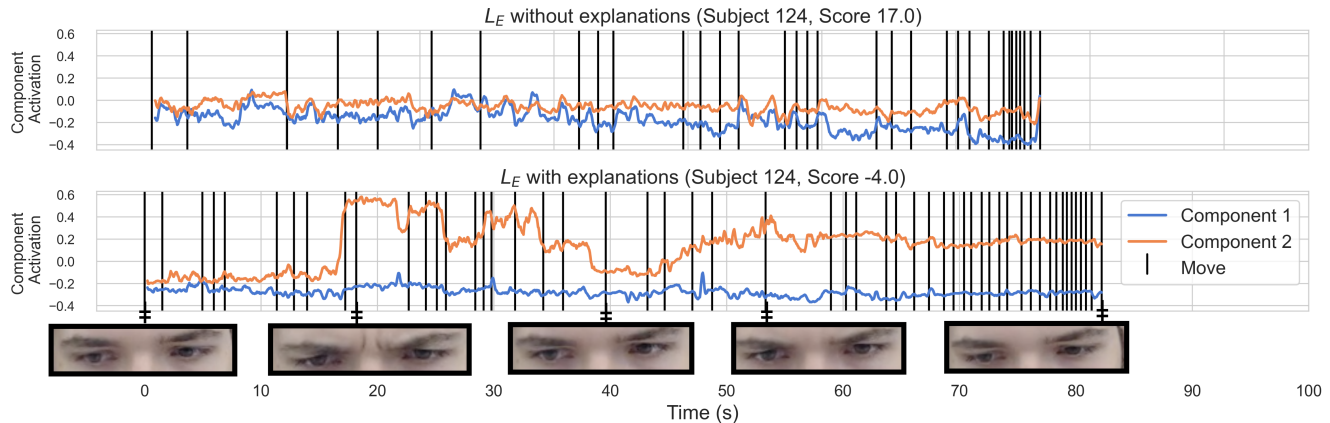 L_E without explanations (Subject 124, Score 17.0)
Component
Activation
0.6
0.4
0.2
0.0
−0.2
−0.4
L_E with explanations (Subject 124, Score -4.0)
Component
Activation
0.6
0.4
0.2
0.0
−0.2
−0.4
Component 1
Component 2
Move
0 10 20 30 40 50 60 70 80 90 100
Time (s)